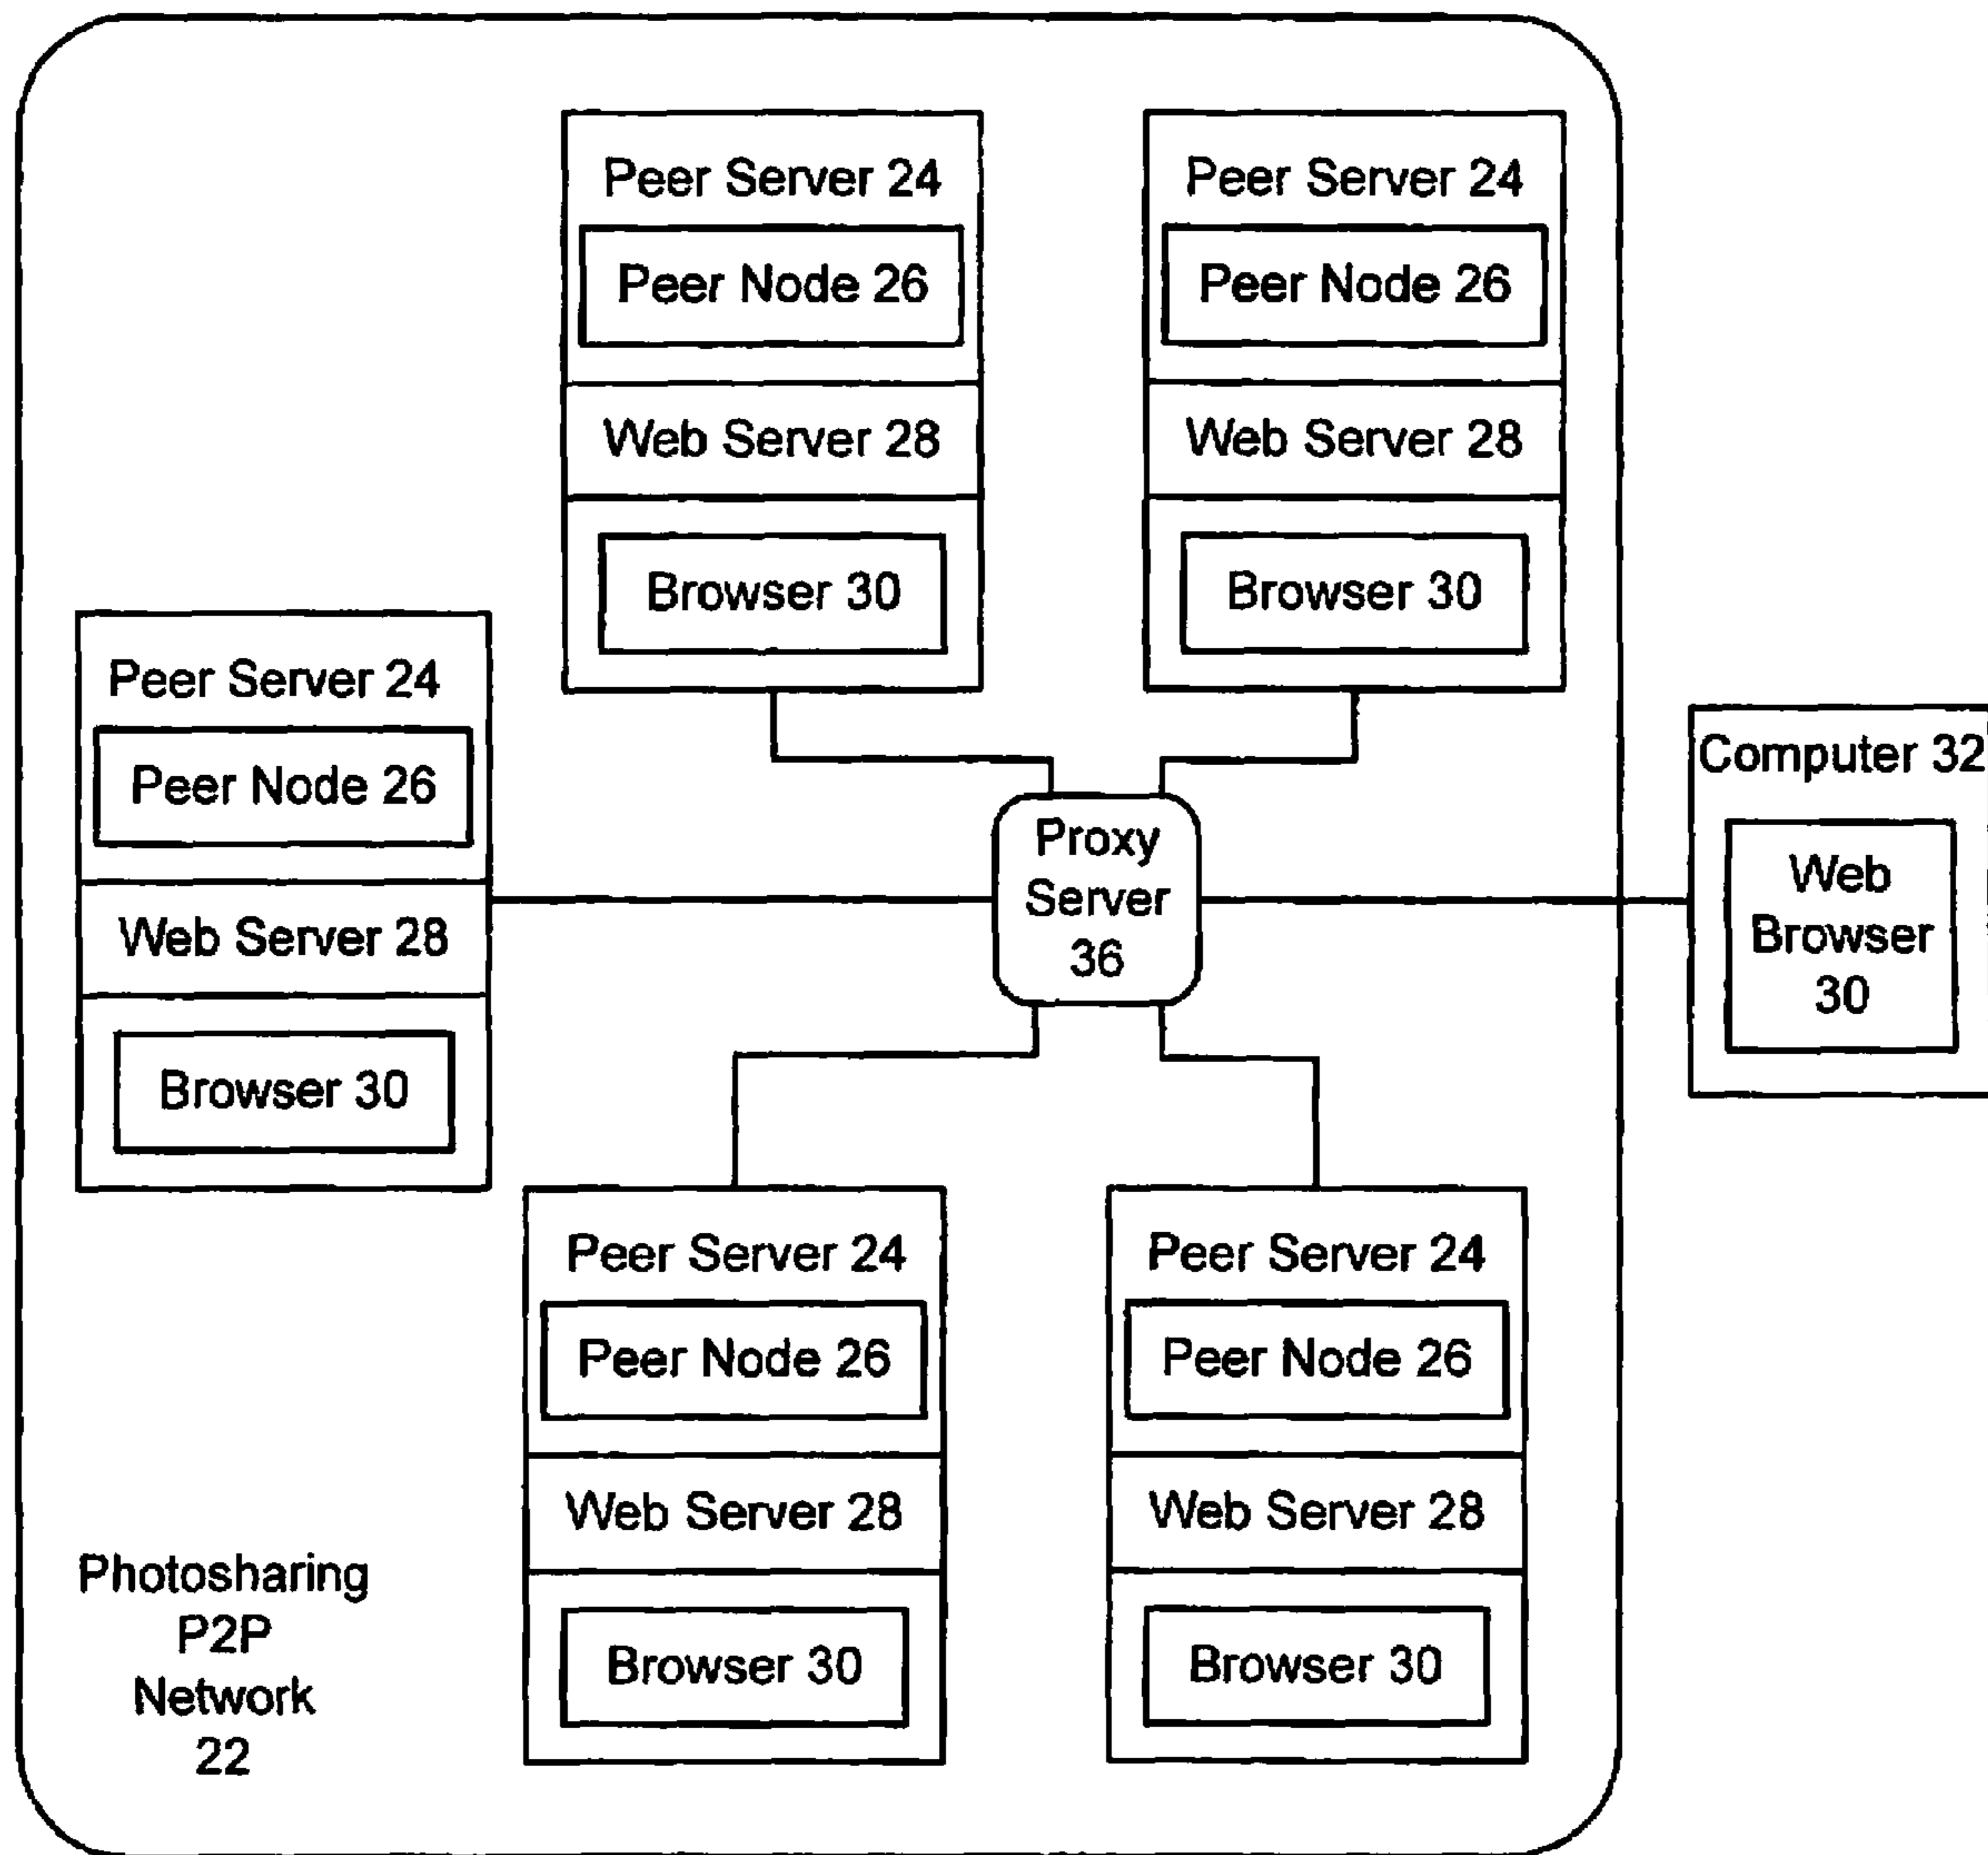 Peer Server 24
Peer Node 26
Web Server 28
Browser 30
Peer Server 24
Peer Node 26
Web Server 28
Browser 30
Peer Server 24
Peer Node 26
Web Server 28
Browser 30
Proxy
Server
36
Computer 32
Web
Browser
30
Peer Server 24
Peer Node 26
Web Server 28
Browser 30
Peer Server 24
Peer Node 26
Web Server 28
Browser 30
Photosharing
P2P
Network
22